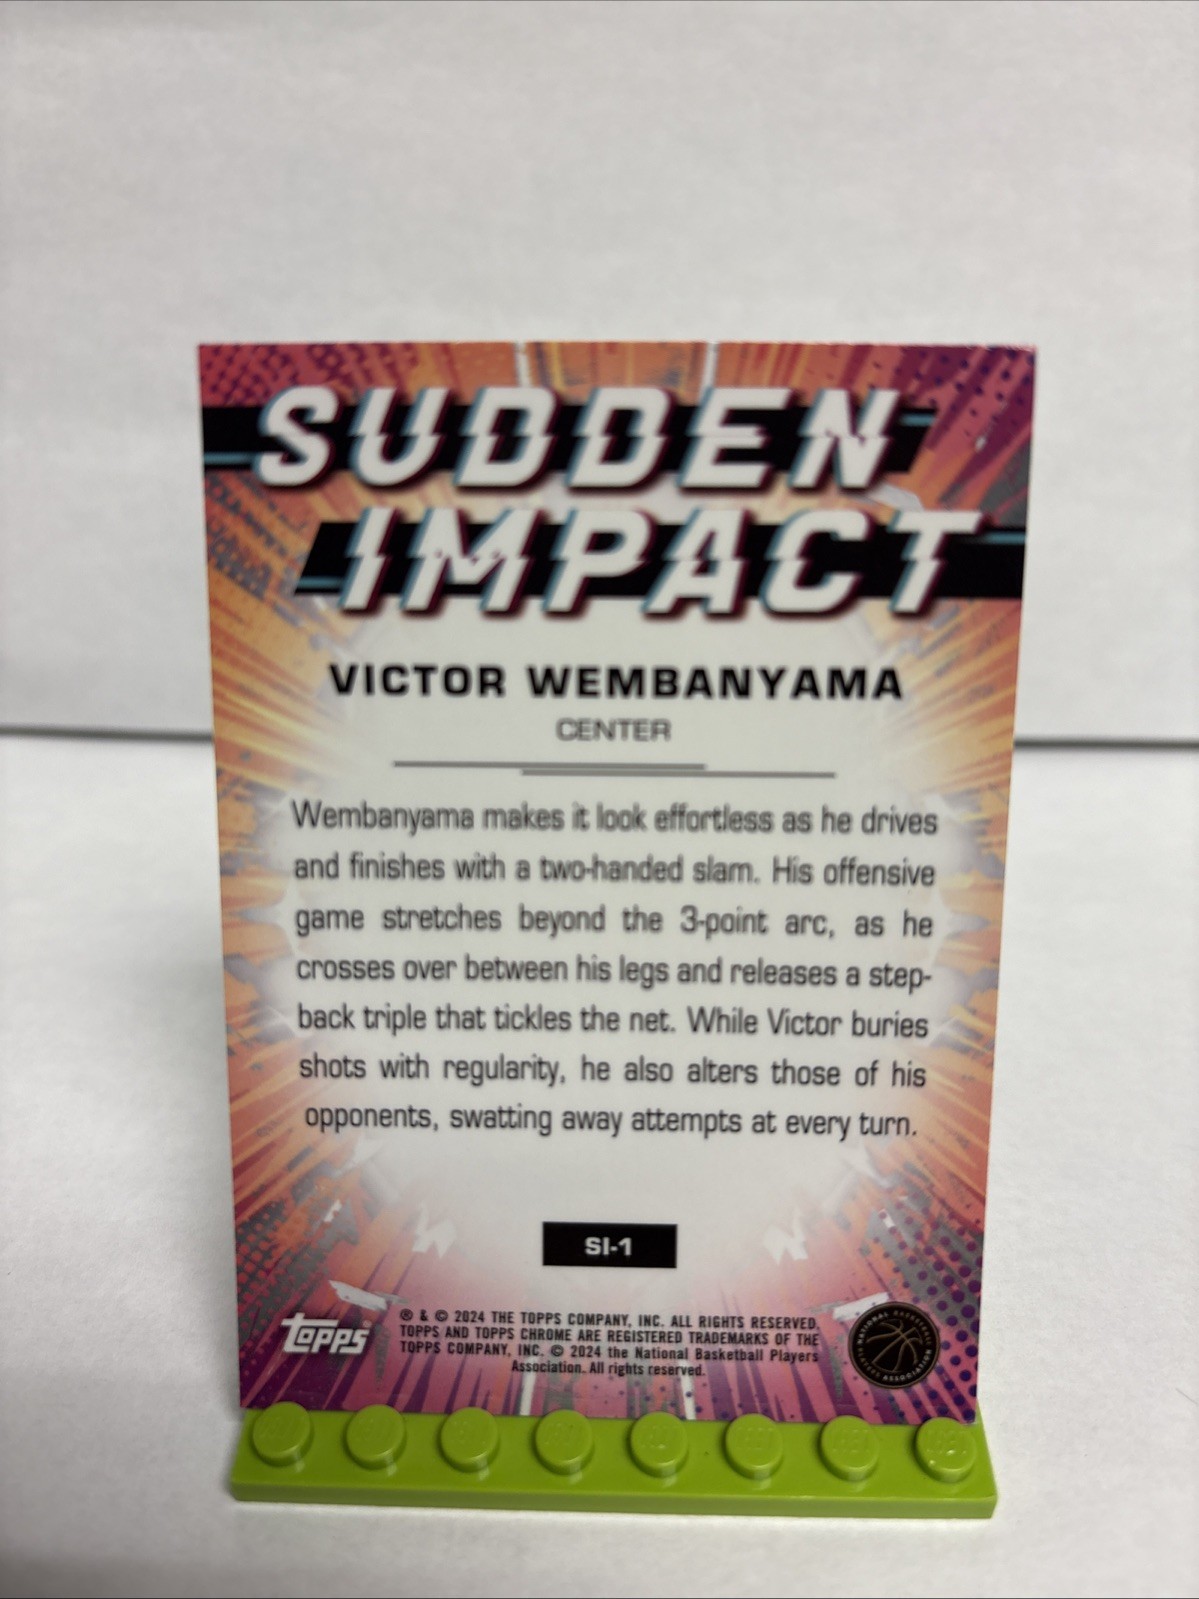 SUDDEN
IMPACT
VICTOR WEMBANYAMA
CENTER
Wembanyama makes it look effortless as he drives
and finishes with a two-handed slam. His offensive
game stretches beyond the 3-point arc, as he
crosses over between his legs and releases a step-
back triple that tickles the net. While Victor buries
shots with regularity, he also alters those of his
opponents, swatting away attempts at every turn.
SI-1
topps
® & © 2024 THE TOPPS COMPANY, INC. ALL RIGHTS RESERVED.
TOPPS AND TOPPS CHROME ARE REGISTERED TRADEMARKS OF THE
TOPPS COMPANY, INC. © 2024 the National Basketball Players
Association. All rights reserved.
NATIONAL BASKETBALL
PLAYERS ASSOCIATION